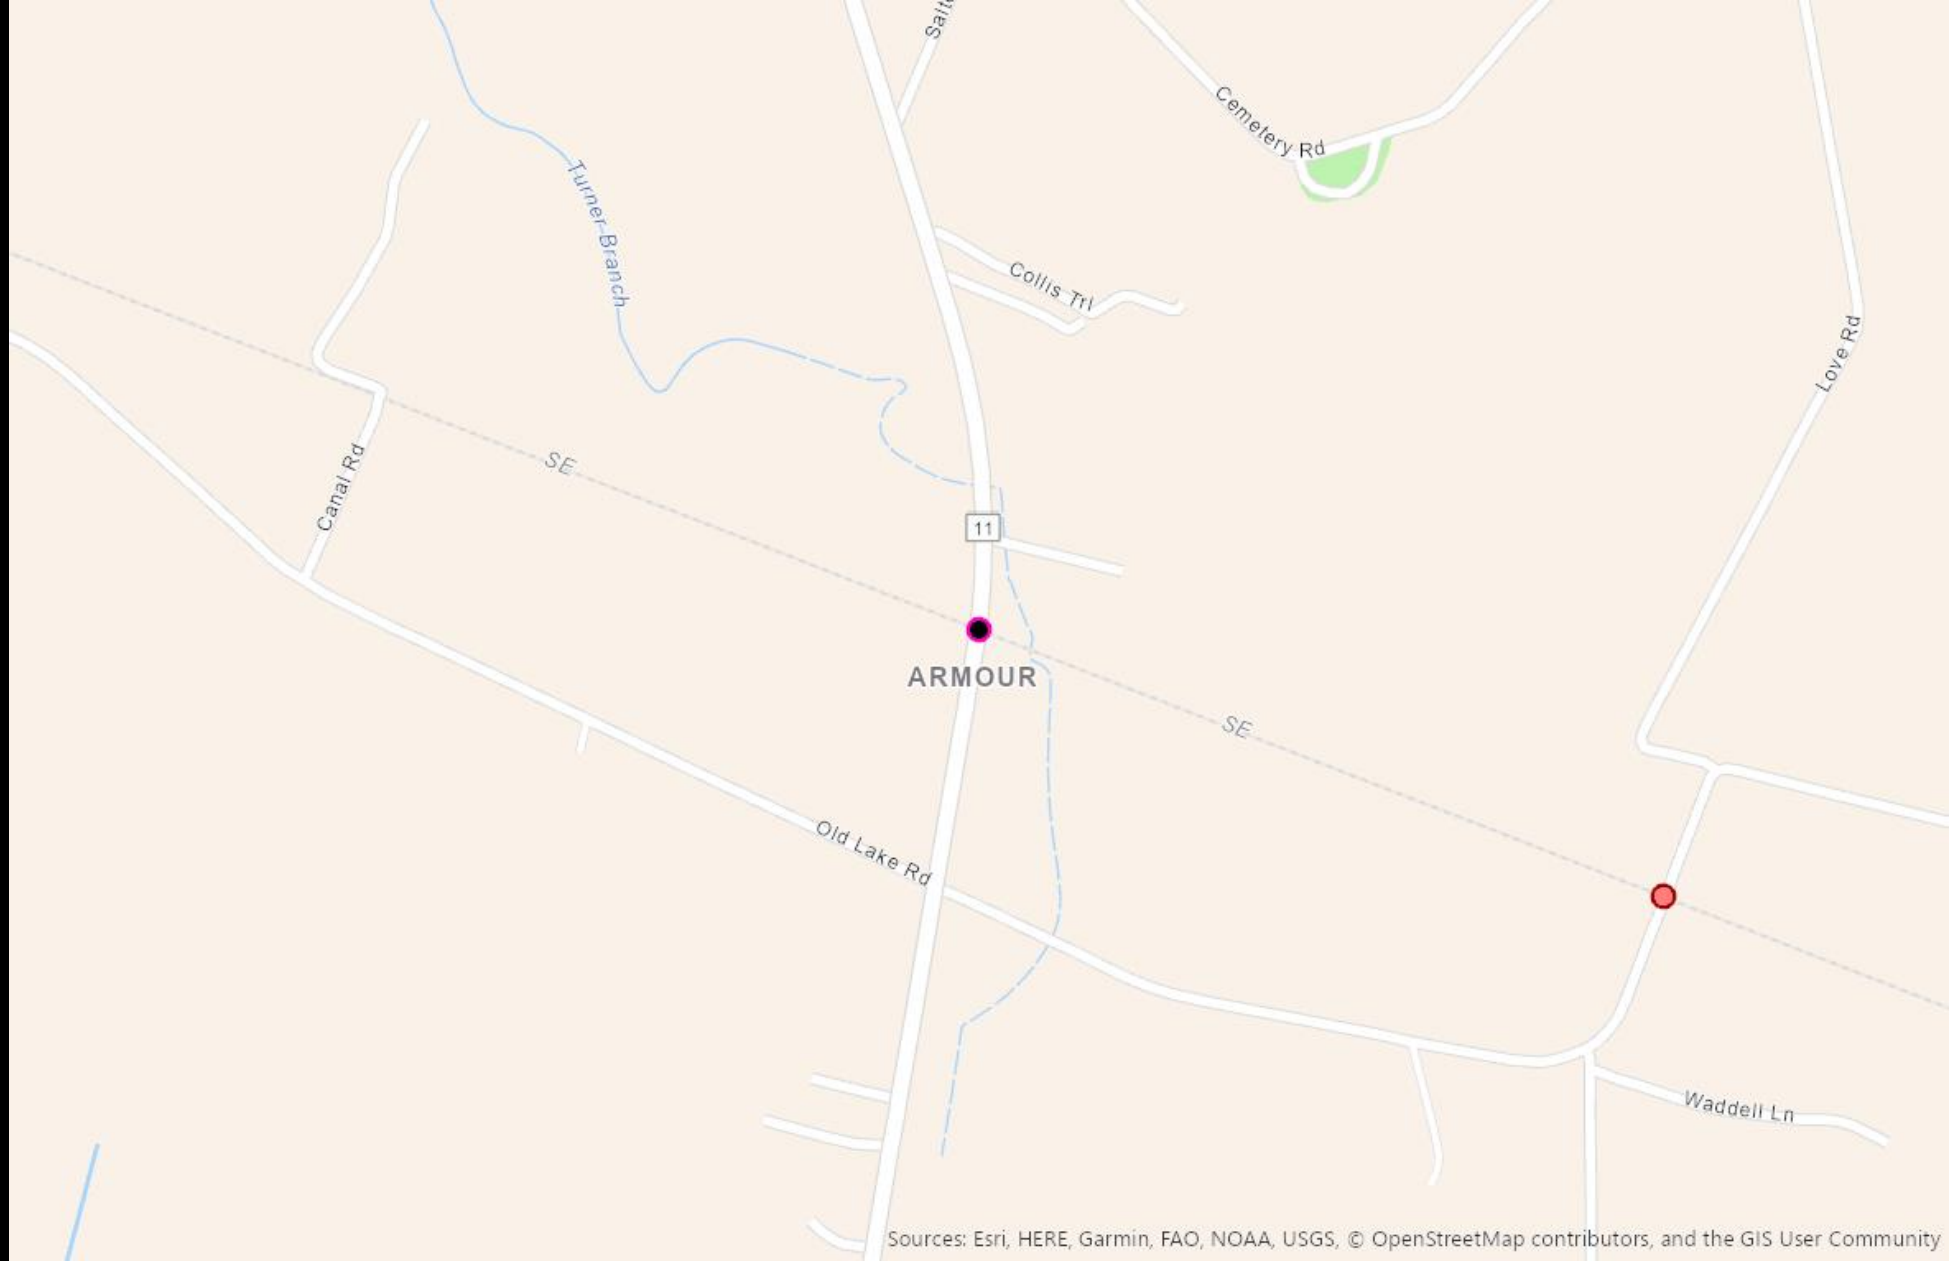 Cemetery Rd
Turner Branch
Collis Trl
Love Rd
Canal Rd
SE
11
ARMOUR
SE
Old Lake Rd
Waddell Ln
Sources: Esri, HERE, Garmin, FAO, NOAA, USGS, © OpenStreetMap contributors, and the GIS User Community